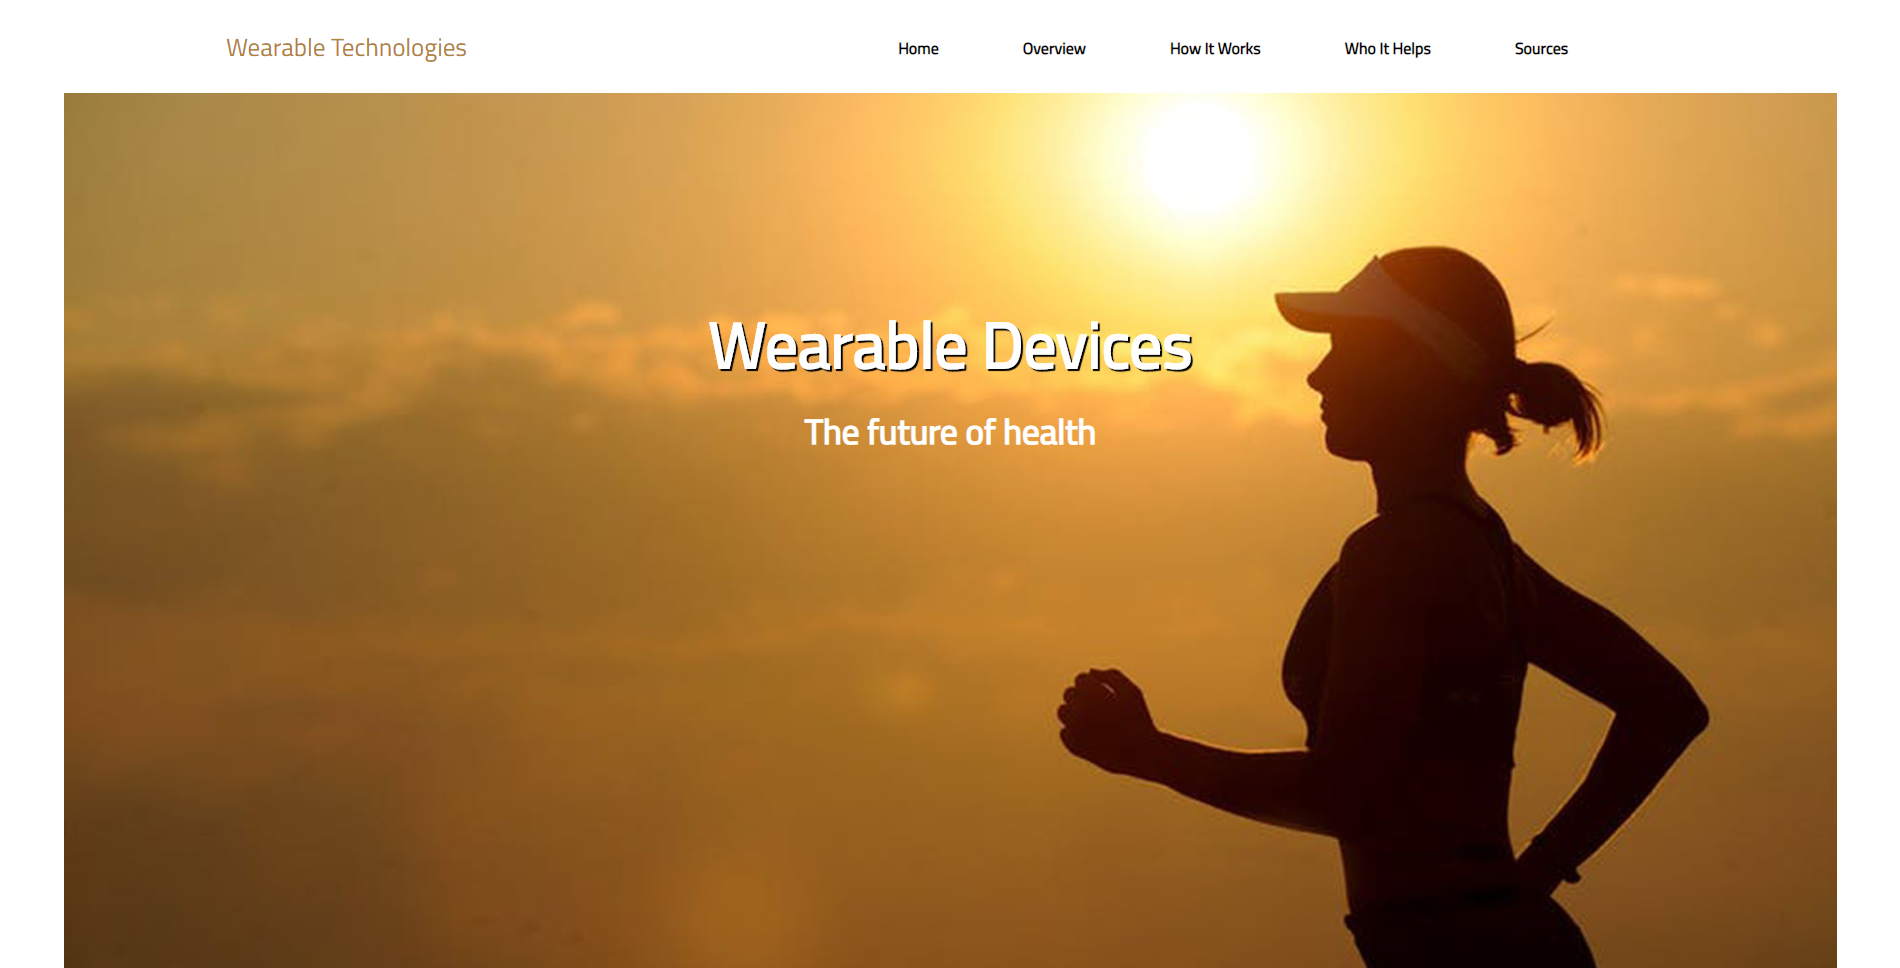 Wearable Technologies
Home Overview How It Works Who It Helps Sources
Wearable Devices
The future of health